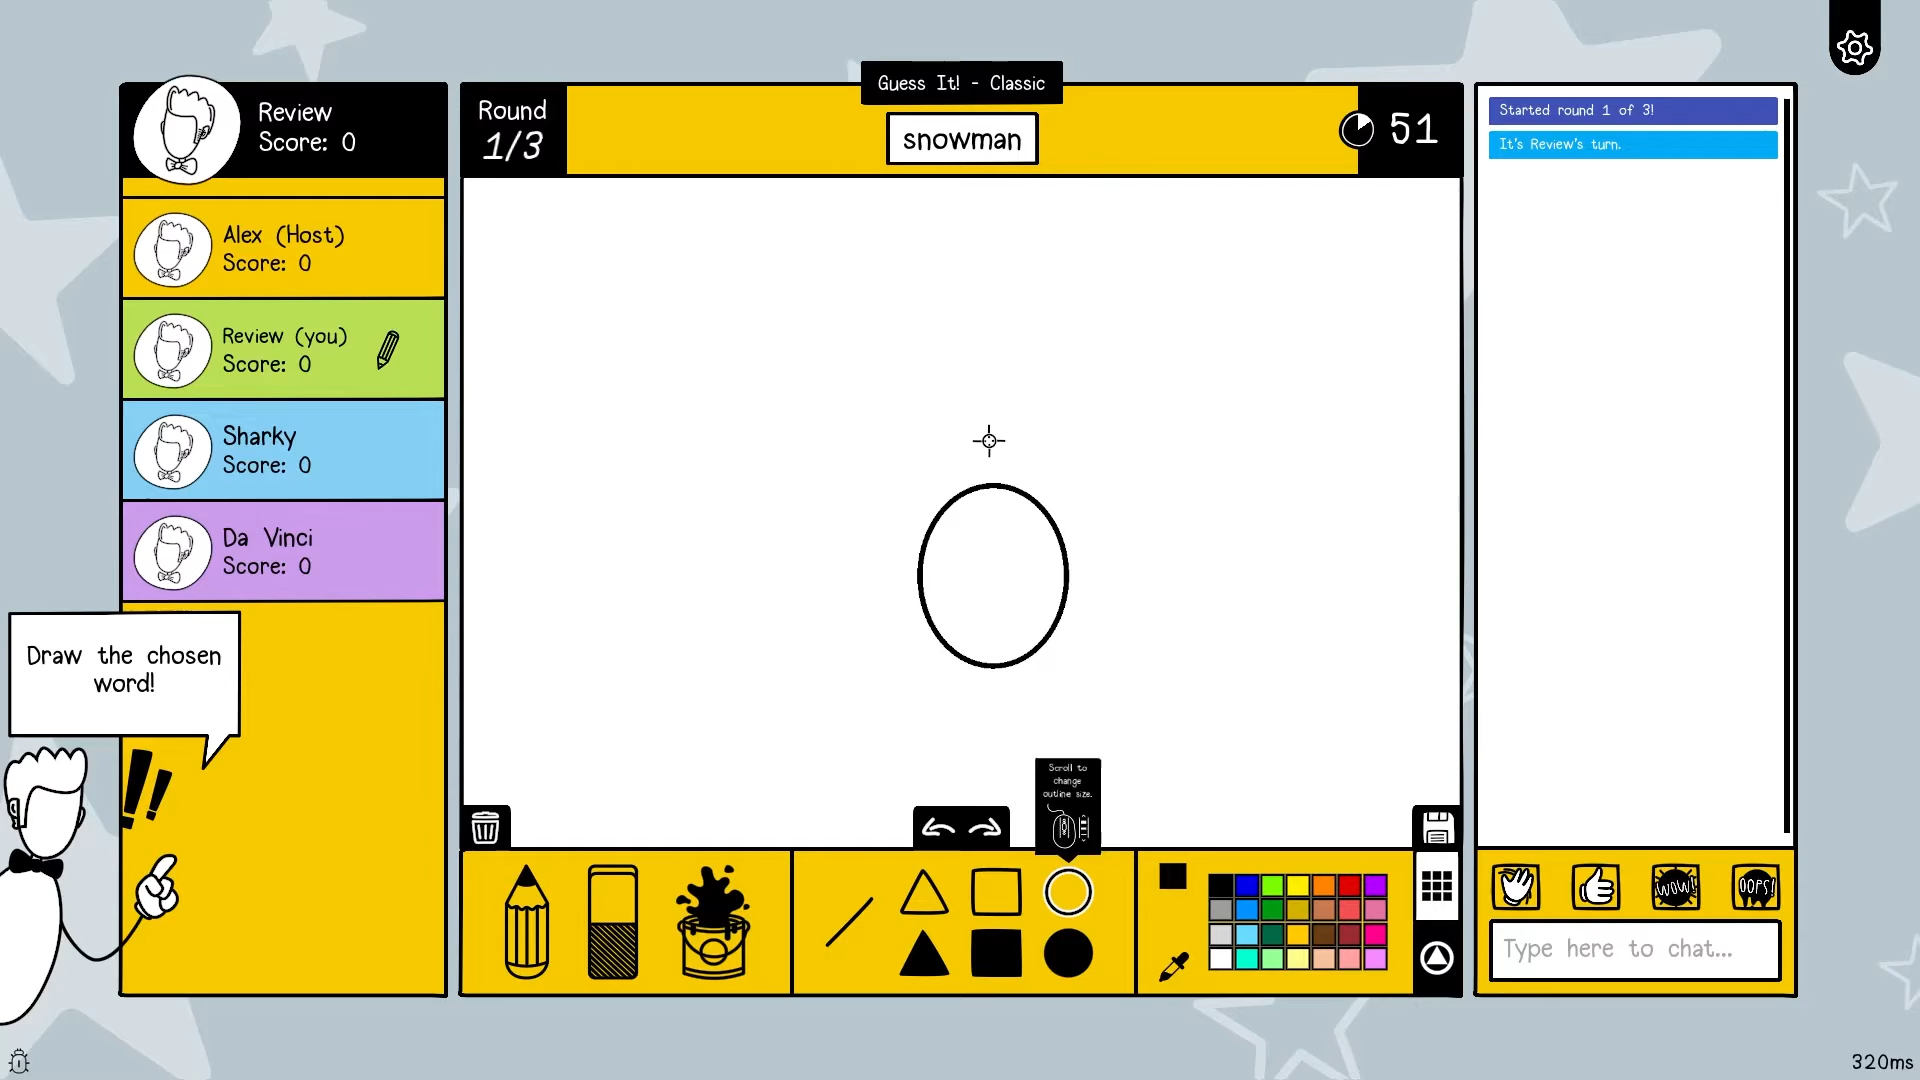 Guess It! - Classic
Review
Score: 0
Round
1/3
snowman
51
Started round 1 of 3!
It's Review's turn.
Alex (Host)
Score: 0
Review (you)
Score: 0
Sharky
Score: 0
Da Vinci
Score: 0
Draw the chosen
word!
!!
Scroll to
change
outline size.
WOW!
OOPS!
Type here to chat...
320ms